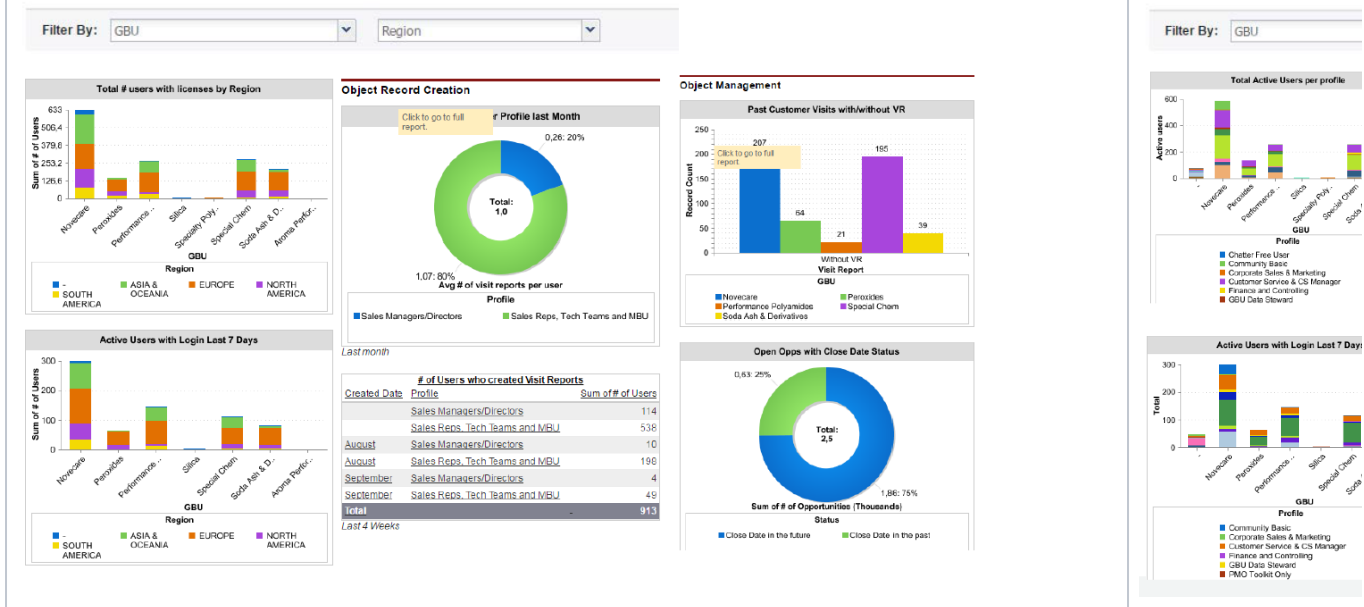 Filter By: GBU Region
Total # users with licenses by Region
633
506,4
379,8
253,2
126,6
0
Sum of # of Users
Novecare Peroxides Performance .. Silica Specialty Poly.. Special Chem Soda Ash & D.. Aroma Perfor..
GBU
Region
- ASIA & OCEANIA EUROPE NORTH AMERICA
SOUTH AMERICA
Active Users with Login Last 7 Days
300
200
100
0
Sum of # of Users
Novecare Peroxides Performance .. Silica Special Chem Soda Ash & D.. Aroma Perfor..
GBU
Region
- ASIA & OCEANIA EUROPE NORTH AMERICA
SOUTH AMERICA
Object Record Creation
Click to go to full report.
r Profile last Month
0,26: 20%
Total:
1,0
1,07: 80%
Avg # of visit reports per user
Profile
Sales Managers/Directors Sales Reps, Tech Teams and MBU
Last month
# of Users who created Visit Reports
Created Date Profile Sum of # of Users
Sales Managers/Directors 114
Sales Reps, Tech Teams and MBU 538
August Sales Managers/Directors 10
August Sales Reps, Tech Teams and MBU 198
September Sales Managers/Directors 4
September Sales Reps, Tech Teams and MBU 49
Total - 913
Last 4 Weeks
Object Management
Past Customer Visits with/without VR
250
200
150
100
50
0
Record Count
207
Click to go to full report.
64
21
195
39
Without VR
Visit Report
GBU
Novecare Peroxides
Performance Polyamides Special Chem
Soda Ash & Derivatives
Open Opps with Close Date Status
0,63: 25%
Total:
2,5
1,86: 75%
Sum of # of Opportunities (Thousands)
Status
Close Date in the future Close Date in the past
Filter By: GBU
Total Active Users per profile
600
400
200
0
Active users
- Novecare Peroxides Performance .. Silica Specialty Poly.. Special Chem Soda
GBU
Profile
Chatter Free User
Community Basic
Corporate Sales & Marketing
Customer Service & CS Manager
Finance and Controlling
GBU Data Steward
Active Users with Login Last 7 Days
300
200
100
0
Total
- Novecare Peroxides Performance .. Silica Special Chem Soda
GBU
Profile
Community Basic
Corporate Sales & Marketing
Customer Service & CS Manager
Finance and Controlling
GBU Data Steward
PMO Toolkit Only